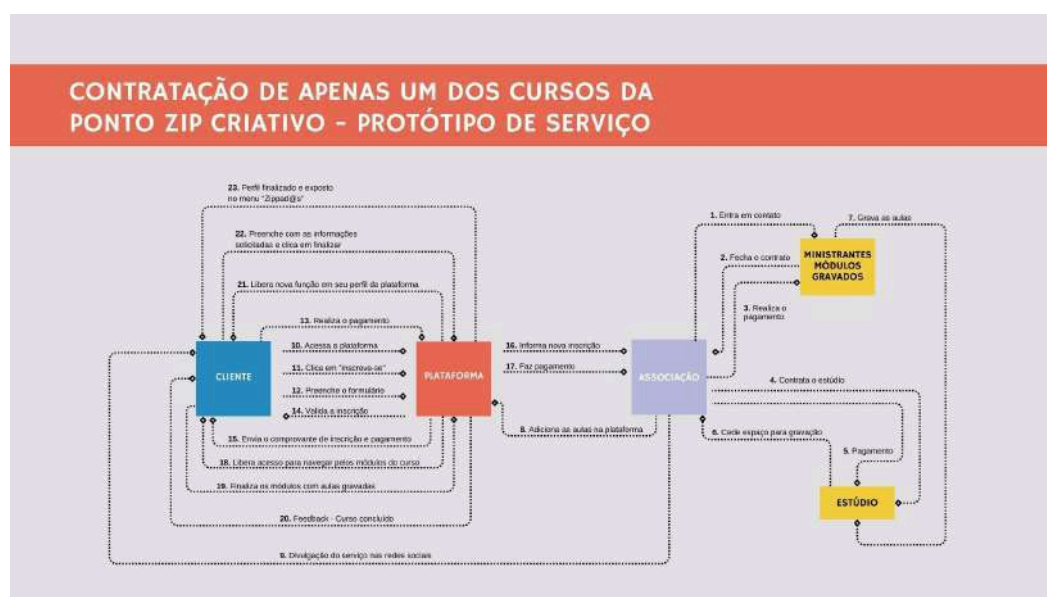 CONTRATAÇÃO DE APENAS UM DOS CURSOS DA
PONTO ZIP CRIATIVO - PROTÓTIPO DE SERVIÇO
23. Perfil finalizado e exposto
no menu "Zippad@s"
22. Preenche com as informações
solicitadas e clica em finalizar
21. Libera nova função em seu perfil da plataforma
13. Realiza o pagamento
10. Acessa a plataforma
11. Clica em "inscreva-se"
12. Preenche o formulário
14. Valida a inscrição
CLIENTE
PLATAFORMA
15. Envia o comprovante de inscrição e pagamento
18. Libera acesso para navegar pelos módulos do curso
19. Finaliza os módulos com aulas gravadas
20. Feedback - Curso concluído
9. Divulgação do serviço nas redes sociais
16. Informa nova inscrição
17. Faz pagamento
8. Adiciona as aulas na plataforma
ASSOCIAÇÃO
1. Entra em contato
7. Grava as aulas
2. Fecha o contrato
MINISTRANTES
MÓDULOS
GRAVADOS
3. Realiza o
pagamento
4. Contrata o estúdio
6. Cede espaço para gravação
5. Pagamento
ESTÚDIO